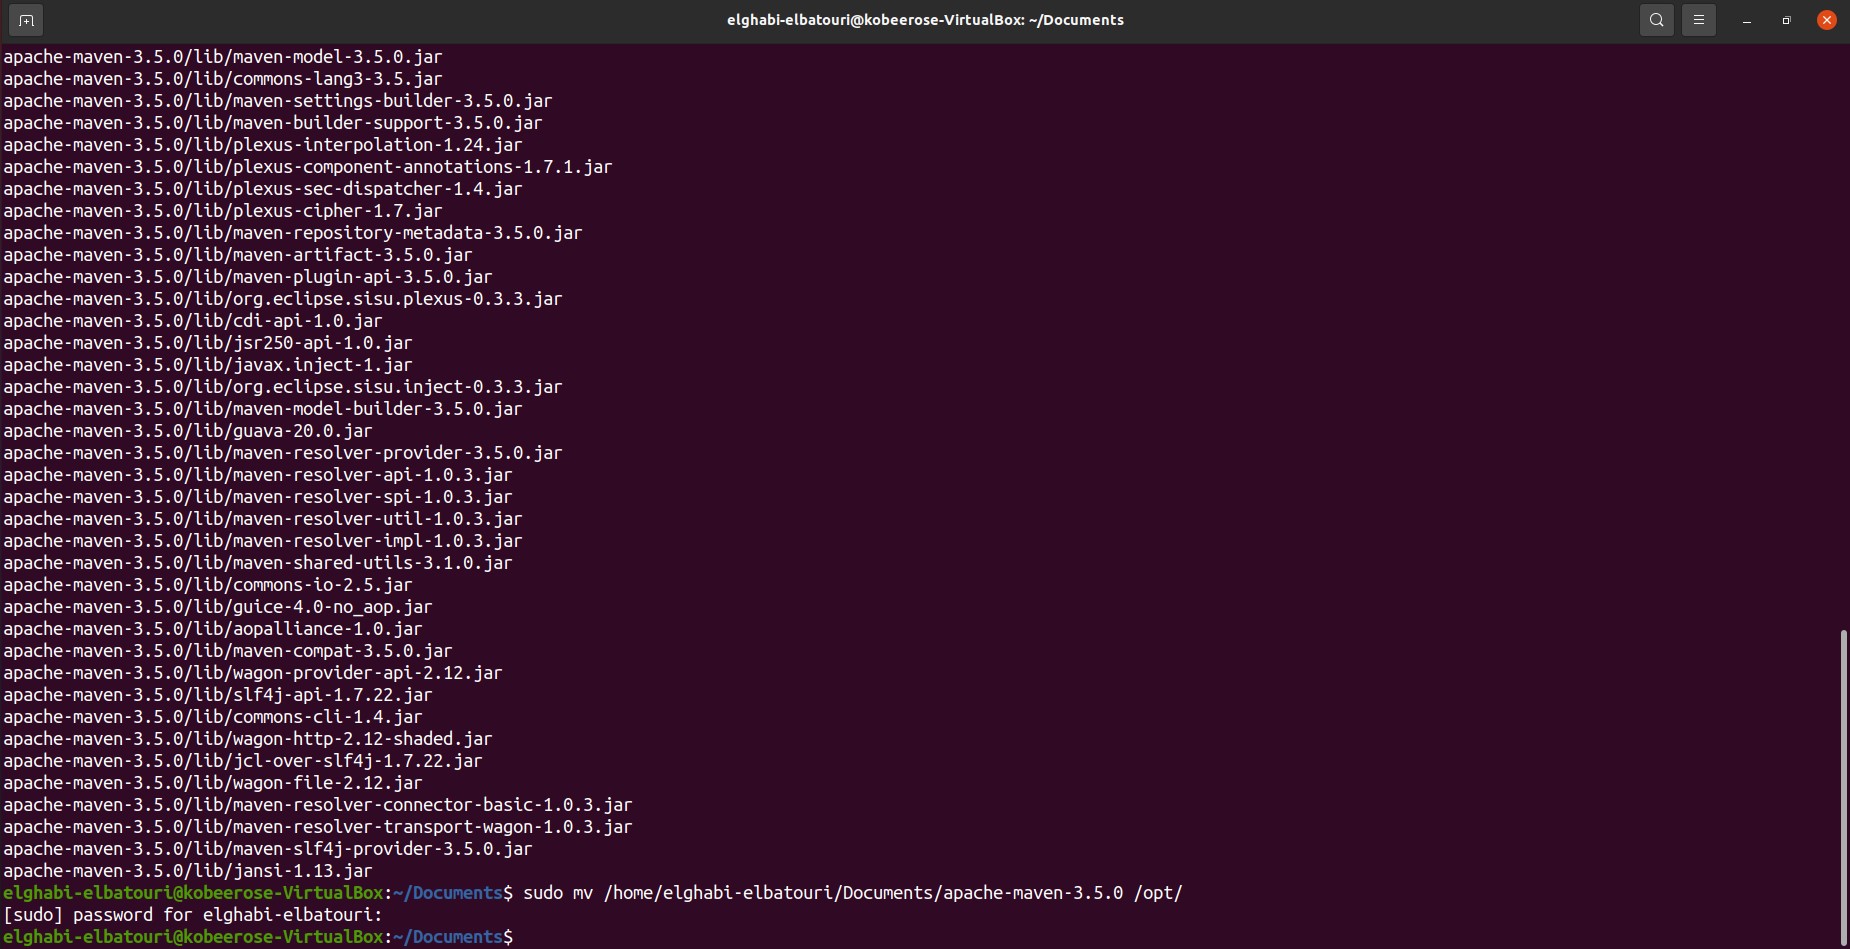 elghabi-elbatouri@kobeerose-VirtualBox: ~/Documents
apache-maven-3.5.0/lib/maven-model-3.5.0.jar
apache-maven-3.5.0/lib/commons-lang3-3.5.jar
apache-maven-3.5.0/lib/maven-settings-builder-3.5.0.jar
apache-maven-3.5.0/lib/maven-builder-support-3.5.0.jar
apache-maven-3.5.0/lib/plexus-interpolation-1.24.jar
apache-maven-3.5.0/lib/plexus-component-annotations-1.7.1.jar
apache-maven-3.5.0/lib/plexus-sec-dispatcher-1.4.jar
apache-maven-3.5.0/lib/plexus-cipher-1.7.jar
apache-maven-3.5.0/lib/maven-repository-metadata-3.5.0.jar
apache-maven-3.5.0/lib/maven-artifact-3.5.0.jar
apache-maven-3.5.0/lib/maven-plugin-api-3.5.0.jar
apache-maven-3.5.0/lib/org.eclipse.sisu.plexus-0.3.3.jar
apache-maven-3.5.0/lib/cdi-api-1.0.jar
apache-maven-3.5.0/lib/jsr250-api-1.0.jar
apache-maven-3.5.0/lib/javax.inject-1.jar
apache-maven-3.5.0/lib/org.eclipse.sisu.inject-0.3.3.jar
apache-maven-3.5.0/lib/maven-model-builder-3.5.0.jar
apache-maven-3.5.0/lib/guava-20.0.jar
apache-maven-3.5.0/lib/maven-resolver-provider-3.5.0.jar
apache-maven-3.5.0/lib/maven-resolver-api-1.0.3.jar
apache-maven-3.5.0/lib/maven-resolver-spi-1.0.3.jar
apache-maven-3.5.0/lib/maven-resolver-util-1.0.3.jar
apache-maven-3.5.0/lib/maven-resolver-impl-1.0.3.jar
apache-maven-3.5.0/lib/maven-shared-utils-3.1.0.jar
apache-maven-3.5.0/lib/commons-io-2.5.jar
apache-maven-3.5.0/lib/guice-4.0-no_aop.jar
apache-maven-3.5.0/lib/aopalliance-1.0.jar
apache-maven-3.5.0/lib/maven-compat-3.5.0.jar
apache-maven-3.5.0/lib/wagon-provider-api-2.12.jar
apache-maven-3.5.0/lib/slf4j-api-1.7.22.jar
apache-maven-3.5.0/lib/commons-cli-1.4.jar
apache-maven-3.5.0/lib/wagon-http-2.12-shaded.jar
apache-maven-3.5.0/lib/jcl-over-slf4j-1.7.22.jar
apache-maven-3.5.0/lib/wagon-file-2.12.jar
apache-maven-3.5.0/lib/maven-resolver-connector-basic-1.0.3.jar
apache-maven-3.5.0/lib/maven-resolver-transport-wagon-1.0.3.jar
apache-maven-3.5.0/lib/maven-slf4j-provider-3.5.0.jar
apache-maven-3.5.0/lib/jansi-1.13.jar
elghabi-elbatouri@kobeerose-VirtualBox:~/Documents$ sudo mv /home/elghabi-elbatouri/Documents/apache-maven-3.5.0 /opt/
[sudo] password for elghabi-elbatouri:
elghabi-elbatouri@kobeerose-VirtualBox:~/Documents$